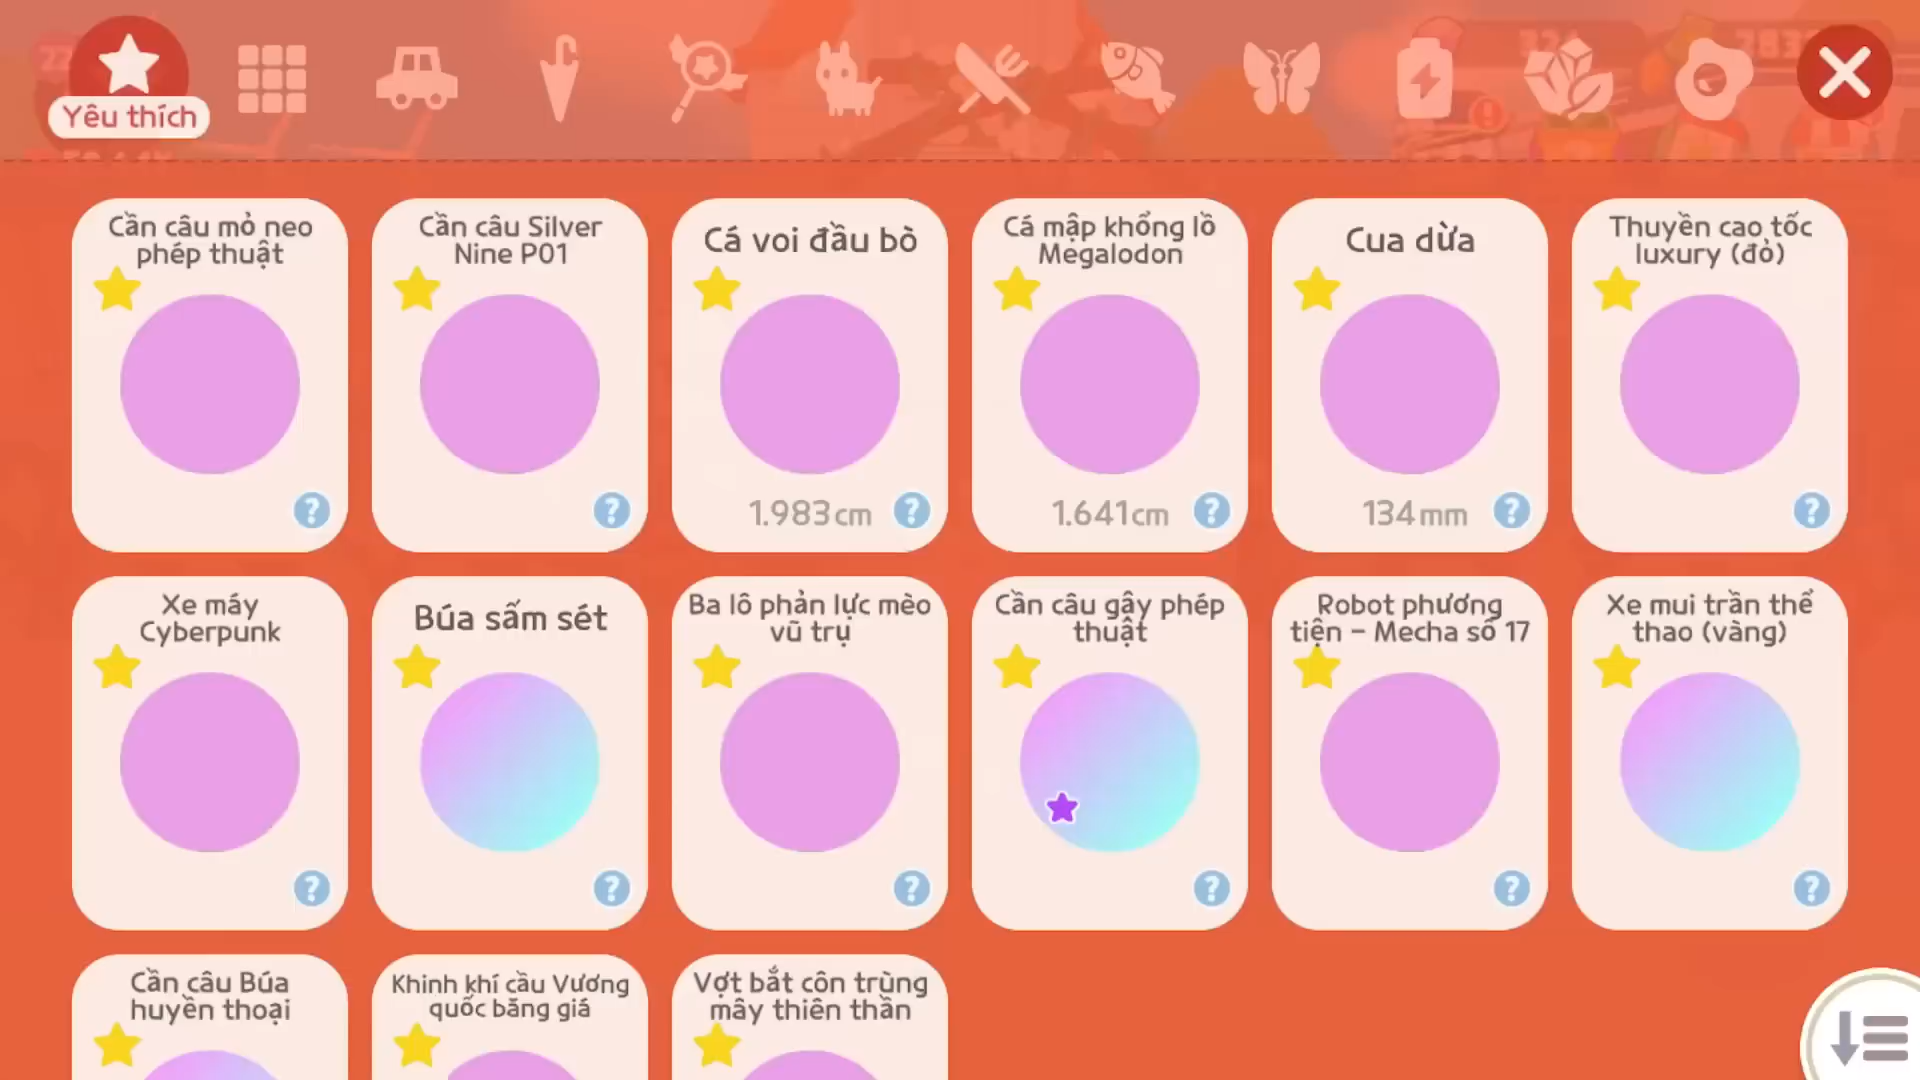 Yêu thích
Cần câu mỏ neo
phép thuật
Cần câu Silver
Nine P01
Cá voi đầu bò
1.983cm
Cá mập khổng lồ
Megalodon
1.641cm
Cua dừa
134mm
Thuyền cao tốc
luxury (đỏ)
Xe máy
Cyberpunk
Búa sấm sét
Ba lô phản lực mèo
vũ trụ
Cần câu gậy phép
thuật
Robot phương
tiện – Mecha số 17
Xe mui trần thể
thao (vàng)
Cần câu Búa
huyền thoại
Khinh khí cầu Vương
quốc băng giá
Vợt bắt côn trùng
mây thiên thần